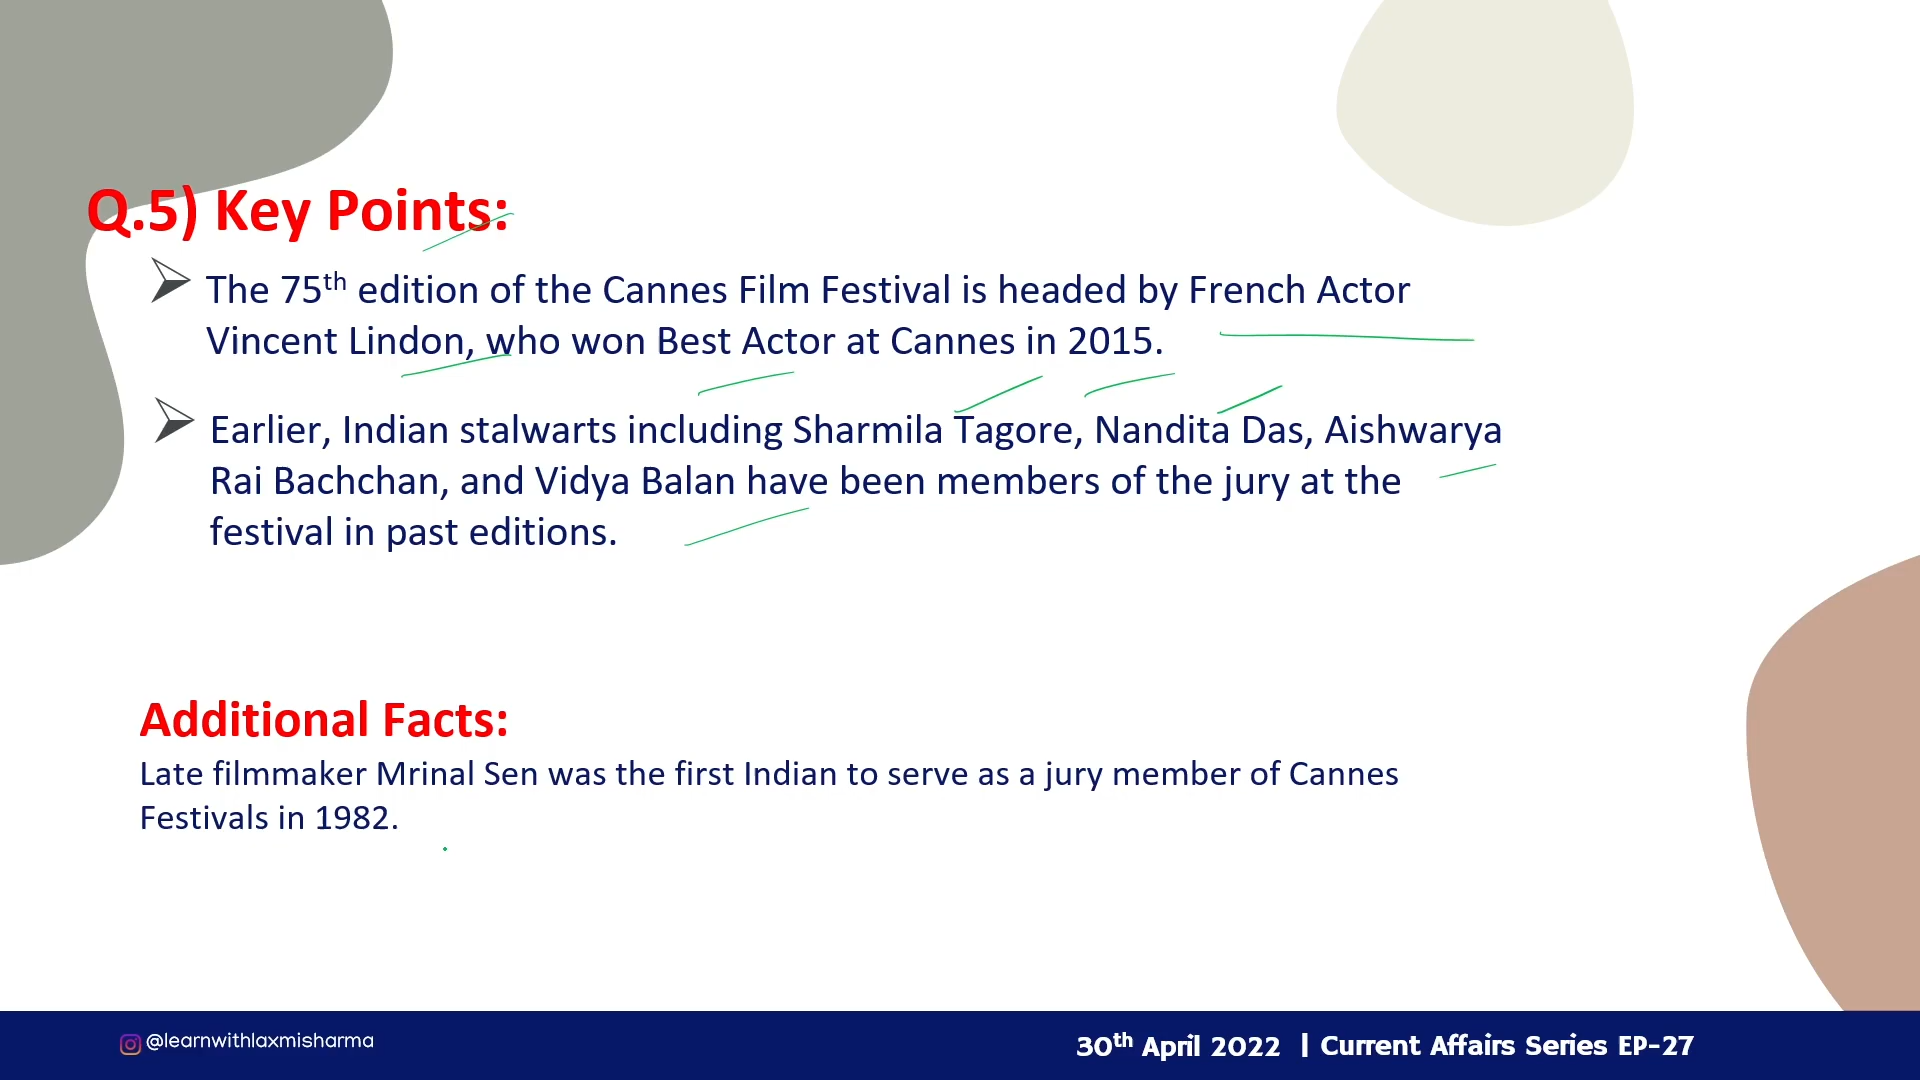 Q.5) Key Points:
The 75th edition of the Cannes Film Festival is headed by French Actor
Vincent Lindon, who won Best Actor at Cannes in 2015.
Earlier, Indian stalwarts including Sharmila Tagore, Nandita Das, Aishwarya
Rai Bachchan, and Vidya Balan have been members of the jury at the
festival in past editions.
Additional Facts:
Late filmmaker Mrinal Sen was the first Indian to serve as a jury member of Cannes
Festivals in 1982.
@learnwithlaxmisharma
30th April 2022 | Current Affairs Series EP-27